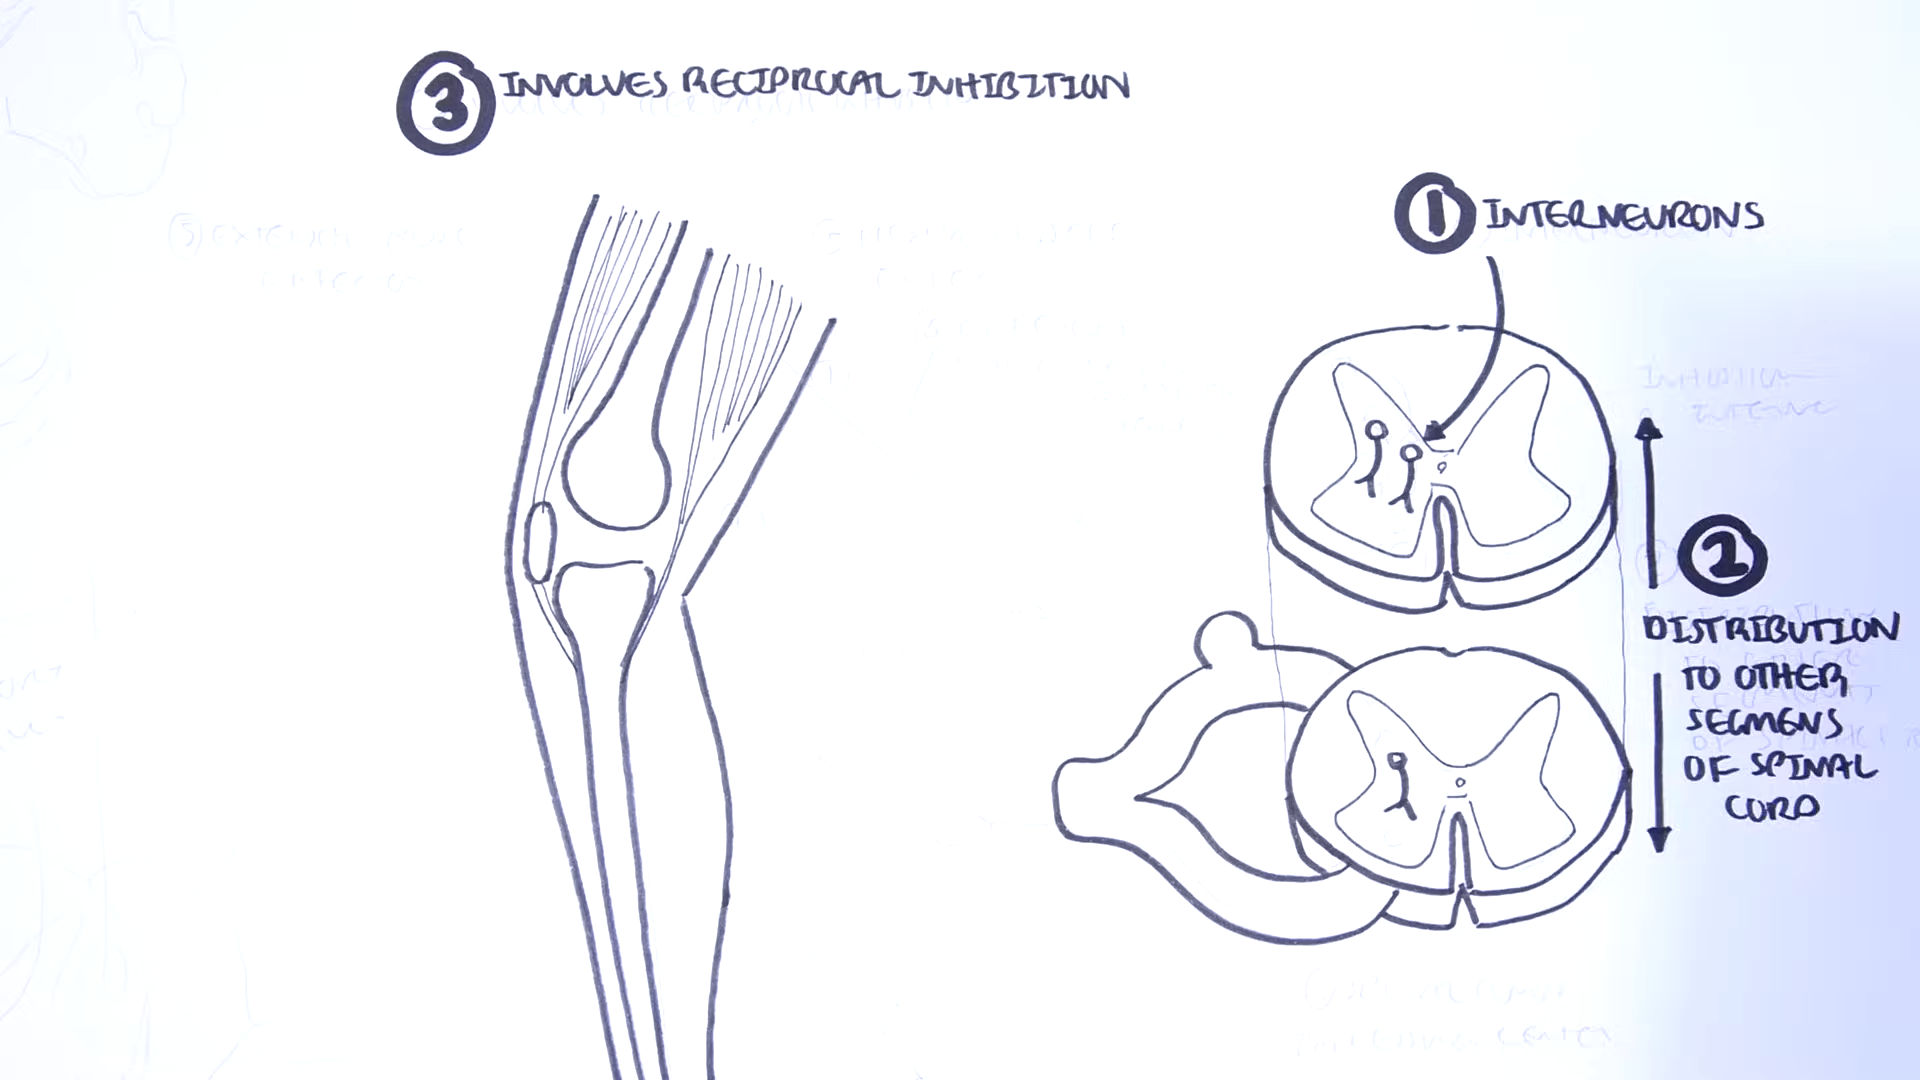 3 INVOLVES RECIPROCAL INHIBITION
1 INTERNEURONS
2
DISTRIBUTION
TO OTHER
SEGMENS
OF SPINAL
CORD